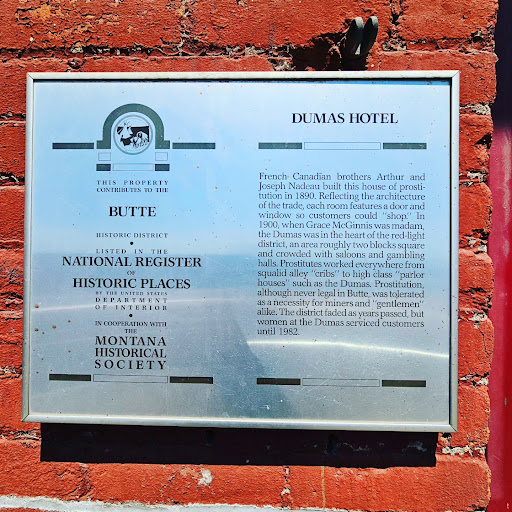 THIS PROPERTY
CONTRIBUTES TO THE
BUTTE
HISTORIC DISTRICT
LISTED IN THE
NATIONAL REGISTER
OF
HISTORIC PLACES
BY THE UNITED STATES
DEPARTMENT
OF INTERIOR
IN COOPERATION WITH
THE
MONTANA
HISTORICAL
SOCIETY
DUMAS HOTEL
French-Canadian brothers Arthur and
Joseph Nadeau built this house of prosti-
tution in 1890. Reflecting the architecture
of the trade, each room features a door and
window so customers could "shop." In
1900, when Grace McGinnis was madam,
the Dumas was in the heart of the red-light
district, an area roughly two blocks square
and crowded with saloons and gambling
halls. Prostitutes worked everywhere from
squalid alley "cribs" to high class "parlor
houses" such as the Dumas. Prostitution,
although never legal in Butte, was tolerated
as a necessity for miners and "gentlemen"
alike. The district faded as years passed, but
women at the Dumas serviced customers
until 1982.